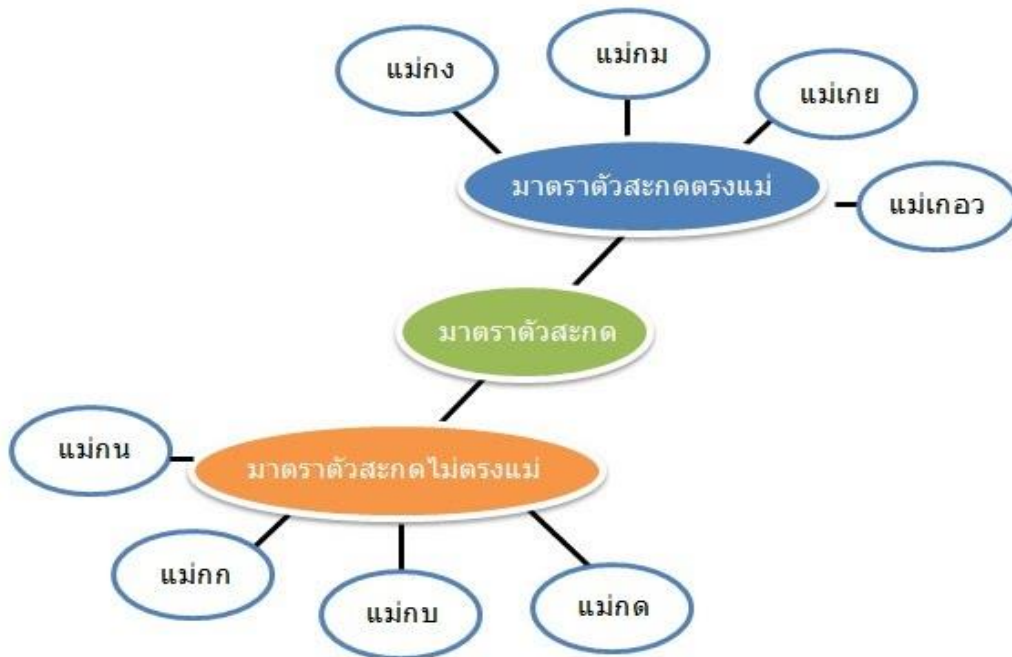 แม่กง
แม่กม
แม่เกย
แม่เกอว
มาตราตัวสะกดตรงแม่
มาตราตัวสะกด
มาตราตัวสะกดไม่ตรงแม่
แม่กน
แม่กก
แม่กบ
แม่กด